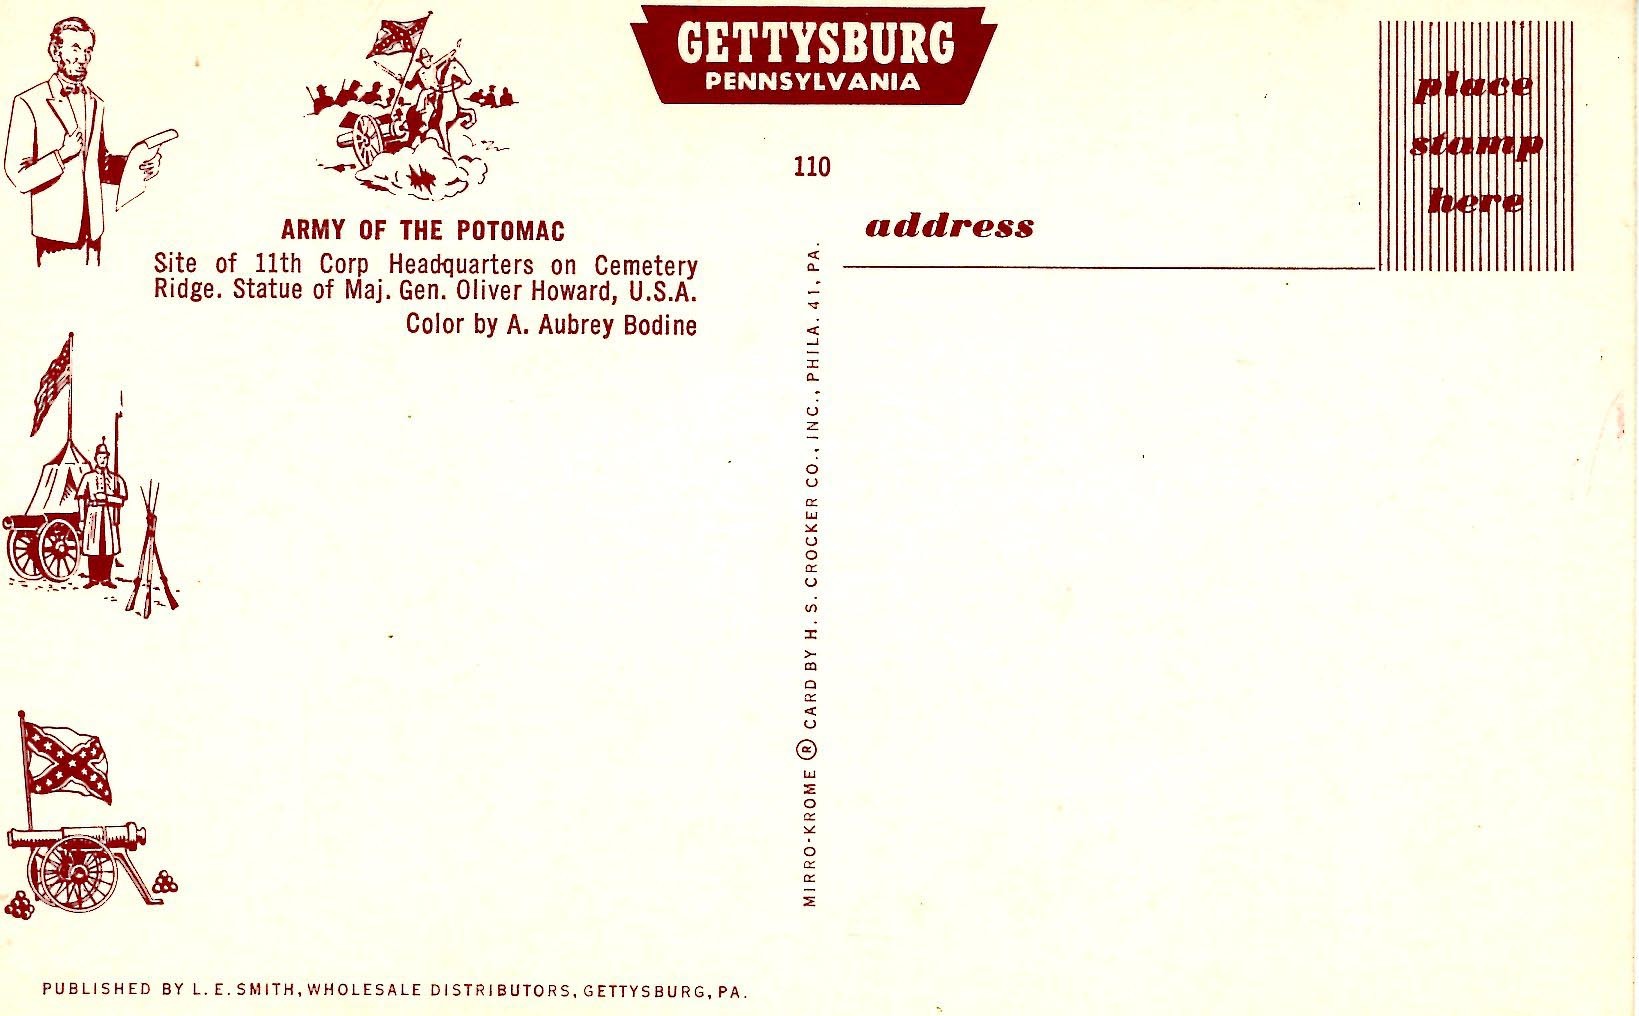 GETTYSBURG
PENNSYLVANIA
place
stamp
here
110
ARMY OF THE POTOMAC
Site of 11th Corp Headquarters on Cemetery
Ridge. Statue of Maj. Gen. Oliver Howard, U.S.A.
Color by A. Aubrey Bodine
address
MIRRO-KROME ® CARD BY H. S. CROCKER CO., INC., PHILA. 41, PA.
PUBLISHED BY L. E. SMITH, WHOLESALE DISTRIBUTORS, GETTYSBURG, PA.